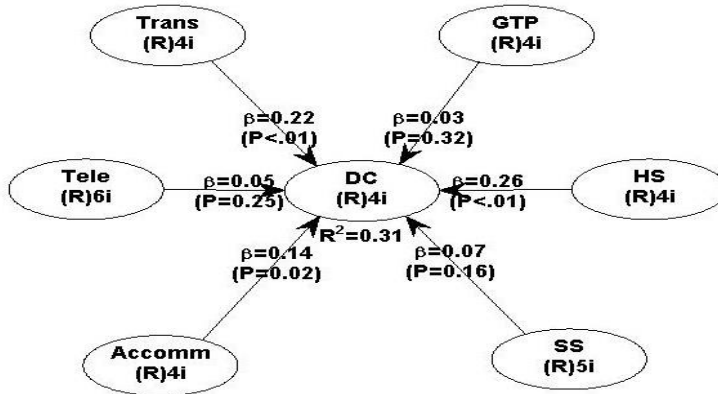 Trans
(R)4i
GTP
(R)4i
β=0.22
(P<.01)
β=0.03
(P=0.32)
Tele
(R)6i
β=0.05
(P=0.25)
DC
(R)4i
R²=0.31
β=0.26
(P<.01)
HS
(R)4i
β=0.14
(P=0.02)
β=0.07
(P=0.16)
Accomm
(R)4i
SS
(R)5i